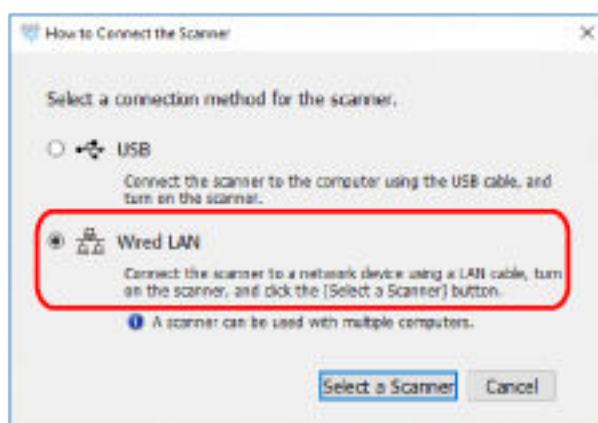 How to Connect the Scanner
Select a connection method for the scanner.
USB
Connect the scanner to the computer using the USB cable, and
turn on the scanner.
Wired LAN
Connect the scanner to a network device using a LAN cable, turn
on the scanner, and click the [Select a Scanner] button.
A scanner can be used with multiple computers.
Select a Scanner Cancel